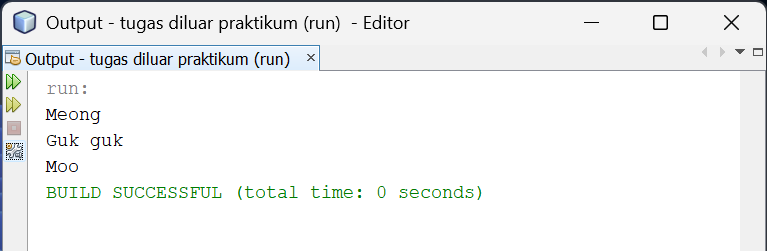 Output - tugas diluar praktikum (run)  - Editor
Output - tugas diluar praktikum (run)
run:
Meong
Guk guk
Moo
BUILD SUCCESSFUL (total time: 0 seconds)